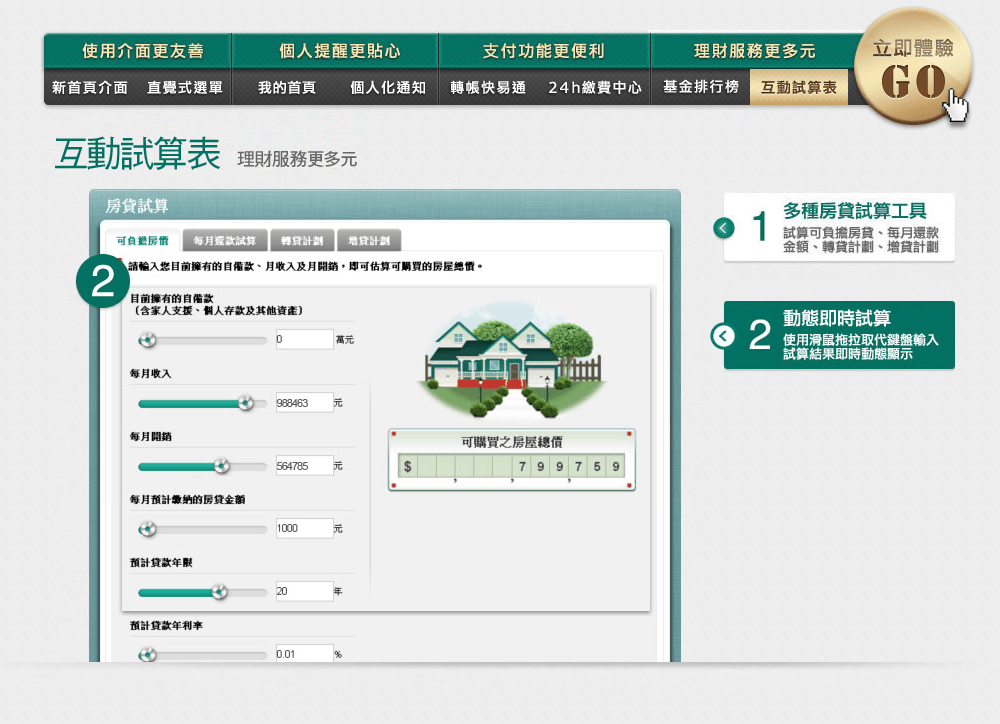 使用介面更友善
個人提醒更貼心
支付功能更便利
理財服務更多元
立即體驗
GO
新首頁介面
直覺式選單
我的首頁
個人化通知
轉帳快易通
24h繳費中心
基金排行榜
互動試算表
互動試算表 理財服務更多元
房貸試算
可負擔房價
每月還款試算
轉貸計劃
增貸計劃
2
請輸入您目前擁有的自備款、月收入及月開銷,即可估算可購買的房屋總價。
目前擁有的自備款
(含家人支援、個人存款及其他資產)
0 萬元
每月收入
988463 元
每月開銷
564785 元
每月預計繳納的房貸金額
1000 元
預計貸款年限
20 年
預計貸款年利率
0.01 %
可購買之房屋總價
$ , , 799,759
1
多種房貸試算工具
試算可負擔房貸、每月還款
金額、轉貸計劃、增貸計劃
2
動態即時試算
使用滑鼠拖拉取代鍵盤輸入
試算結果即時動態顯示